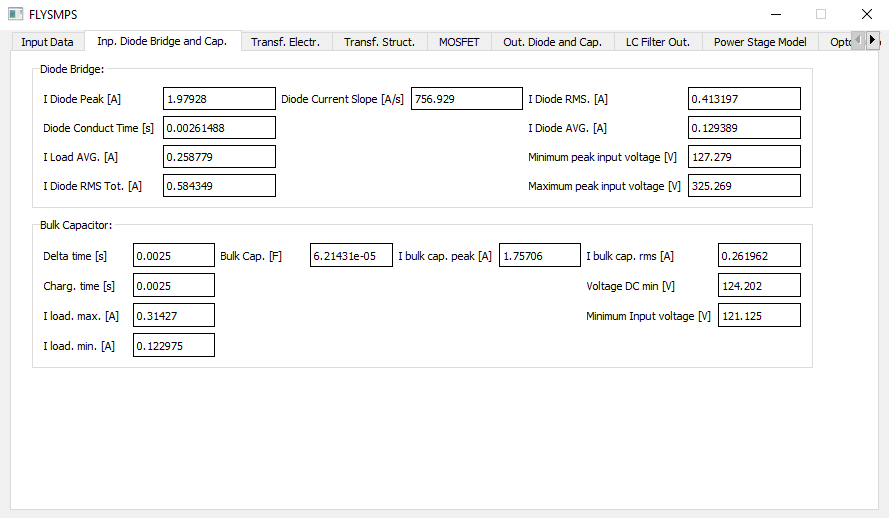 FLYSMPS
Input Data Inp. Diode Bridge and Cap. Transf. Electr. Transf. Struct. MOSFET Out. Diode and Cap. LC Filter Out. Power Stage Model
Diode Bridge:
I Diode Peak [A] 1.97928 Diode Current Slope [A/s] 756.929 I Diode RMS. [A] 0.413197
Diode Conduct Time [s] 0.00261488 I Diode AVG. [A] 0.129389
I Load AVG. [A] 0.258779 Minimum peak input voltage [V] 127.279
I Diode RMS Tot. [A] 0.584349 Maximum peak input voltage [V] 325.269
Bulk Capacitor:
Delta time [s] 0.0025 Bulk Cap. [F] 6.21431e-05 I bulk cap. peak [A] 1.75706 I bulk cap. rms [A] 0.261962
Charg. time [s] 0.0025 Voltage DC min [V] 124.202
I load. max. [A] 0.31427 Minimum Input voltage [V] 121.125
I load. min. [A] 0.122975